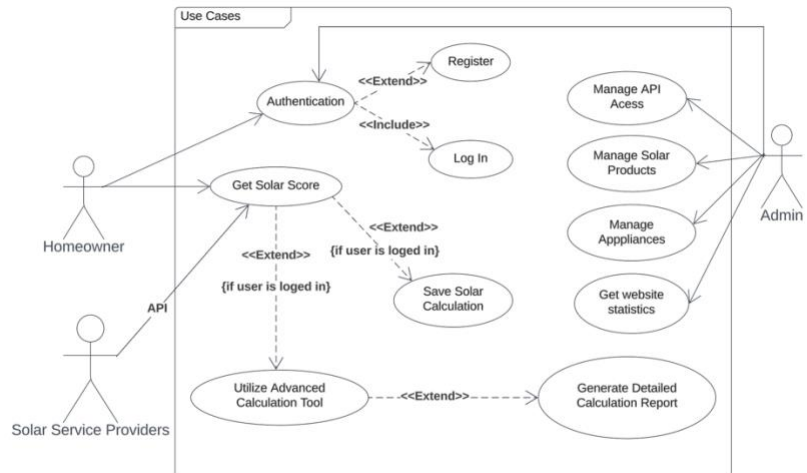 Use Cases
Register
<<Extend>>
Authentication
<<Include>>
Log In
Manage API
Acess
Manage Solar
Products
Admin
Get Solar Score
Homeowner
<<Extend>>
{if user is loged in}
<<Extend>>
{if user is loged in}
Manage
Apppliances
Save Solar
Calculation
Get website
statistics
API
Solar Service Providers
Utilize Advanced
Calculation Tool
<<Extend>>
Generate Detailed
Calculation Report